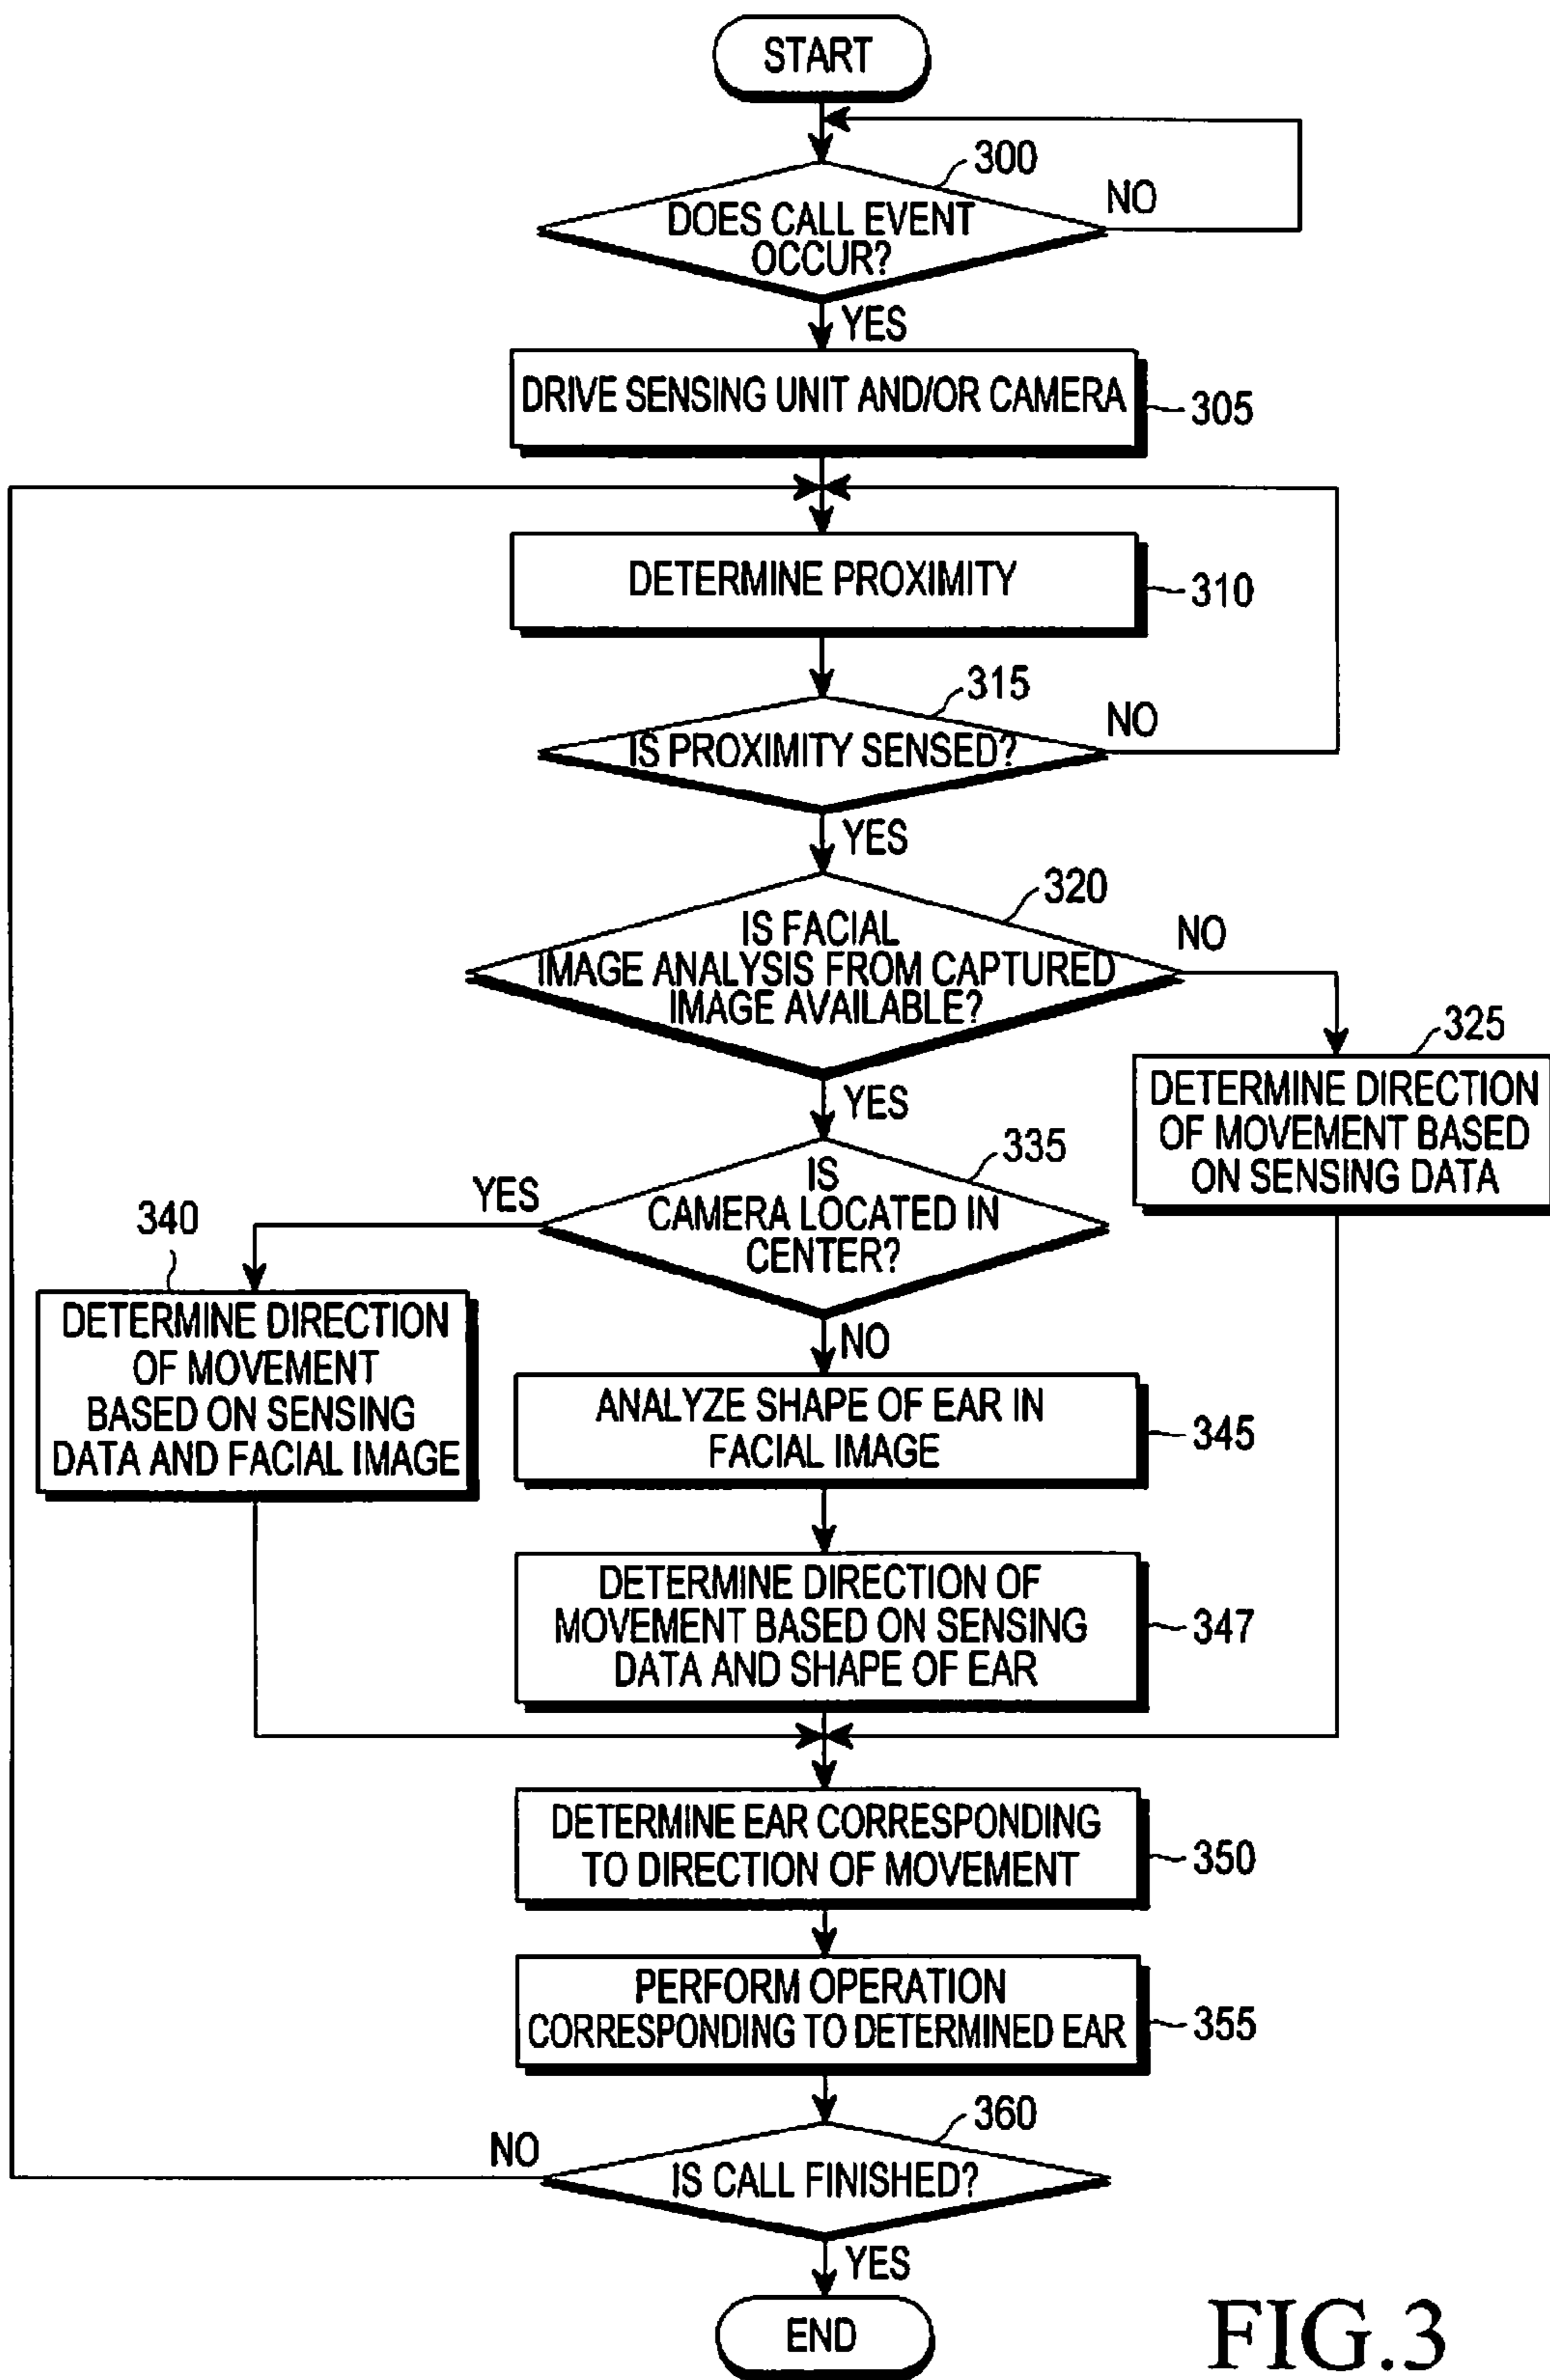 START
300
NO
DOES CALL EVENT
OCCUR?
YES
DRIVE SENSING UNIT AND/OR CAMERA
305
DETERMINE PROXIMITY
310
315
NO
IS PROXIMITY SENSED?
YES
320
NO
IS FACIAL
IMAGE ANALYSIS FROM CAPTURED
IMAGE AVAILABLE?
325
DETERMINE DIRECTION
OF MOVEMENT BASED
ON SENSING DATA
YES
335
IS
CAMERA LOCATED IN
CENTER?
YES
340
DETERMINE DIRECTION
OF MOVEMENT
BASED ON SENSING
DATA AND FACIAL IMAGE
NO
ANALYZE SHAPE OF EAR IN
FACIAL IMAGE
345
DETERMINE DIRECTION OF
MOVEMENT BASED ON SENSING
DATA AND SHAPE OF EAR
347
DETERMINE EAR CORRESPONDING
TO DIRECTION OF MOVEMENT
350
PERFORM OPERATION
CORRESPONDING TO DETERMINED EAR
355
360
NO
IS CALL FINISHED?
YES
END
FIG.3